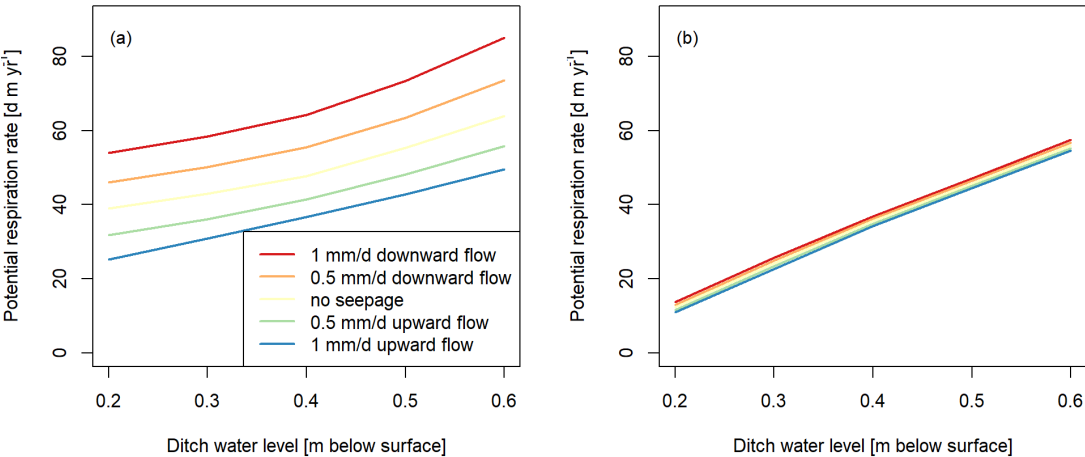 (a)
Potential respiration rate [d m yr⁻¹]
80
60
40
20
0
1 mm/d downward flow
0.5 mm/d downward flow
no seepage
0.5 mm/d upward flow
1 mm/d upward flow
0.2 0.3 0.4 0.5 0.6
Ditch water level [m below surface]
(b)
Potential respiration rate [d m yr⁻¹]
80
60
40
20
0
0.2 0.3 0.4 0.5 0.6
Ditch water level [m below surface]